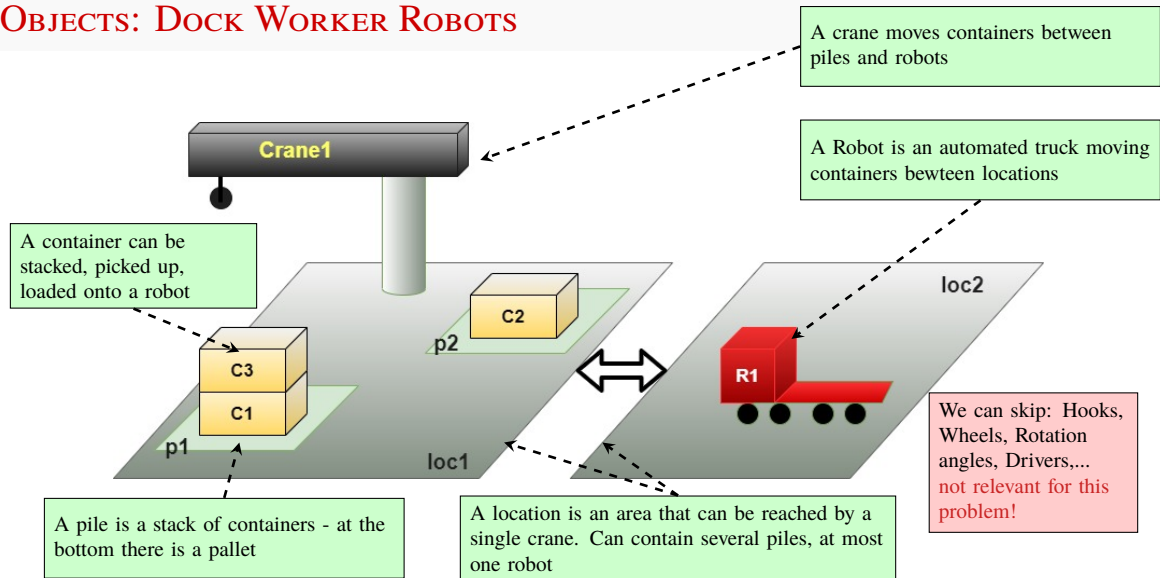 OBJECTS: DOCK WORKER ROBOTS
A crane moves containers between
piles and robots
Crane1
A Robot is an automated truck moving
containers bewteen locations
A container can be
stacked, picked up,
loaded onto a robot
loc2
C2
p2
C3
R1
C1
p1
loc1
We can skip: Hooks,
Wheels, Rotation
angles, Drivers,...
not relevant for this
problem!
A pile is a stack of containers - at the
bottom there is a pallet
A location is an area that can be reached by a
single crane. Can contain several piles, at most
one robot